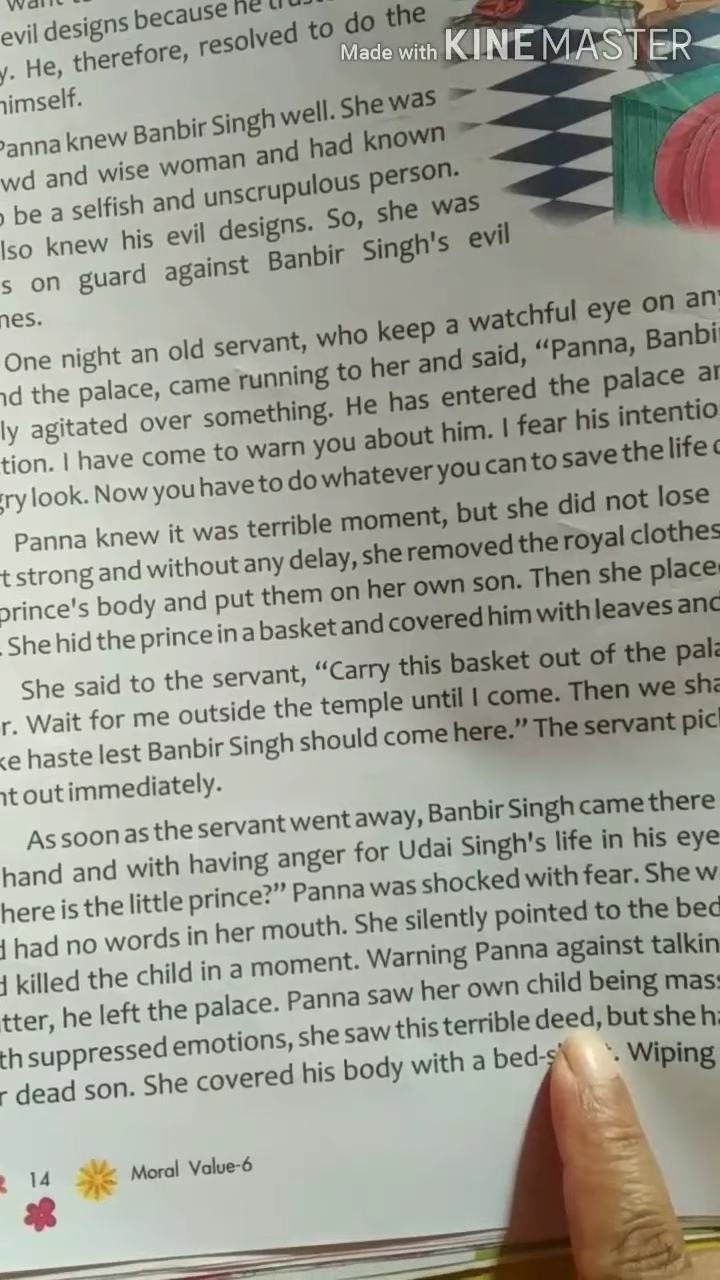 evil designs because he
Made with KINEMASTER
y. He, therefore, resolved to do the
himself.
Panna knew Banbir Singh well. She was
wd and wise woman and had known
o be a selfish and unscrupulous person.
lso knew his evil designs. So, she was
s on guard against Banbir Singh's evil
nes.
One night an old servant, who keep a watchful eye on any
nd the palace, came running to her and said, “Panna, Banbi
ly agitated over something. He has entered the palace ar
tion. I have come to warn you about him. I fear his intentio
gry look. Now you have to do whatever you can to save the life o
Panna knew it was terrible moment, but she did not lose
t strong and without any delay, she removed the royal clothes
prince's body and put them on her own son. Then she place
. She hid the prince in a basket and covered him with leaves and
She said to the servant, “Carry this basket out of the pala
r. Wait for me outside the temple until I come. Then we sha
ke haste lest Banbir Singh should come here.” The servant pick
nt out immediately.
As soon as the servant went away, Banbir Singh came there
hand and with having anger for Udai Singh's life in his eye
here is the little prince?” Panna was shocked with fear. She w
d had no words in her mouth. She silently pointed to the bed
d killed the child in a moment. Warning Panna against talkin
tter, he left the palace. Panna saw her own child being mass
th suppressed emotions, she saw this terrible deed, but she ha
r dead son. She covered his body with a bed-s . Wiping
14 Moral Value-6